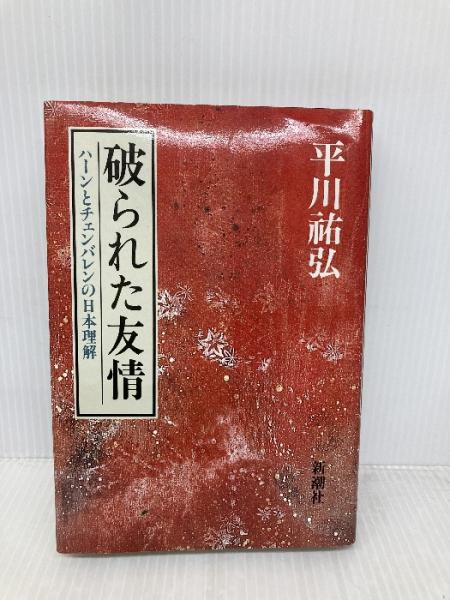 平川祐弘
破られた友情
ハーンとチェンバレンの日本理解
新潮社